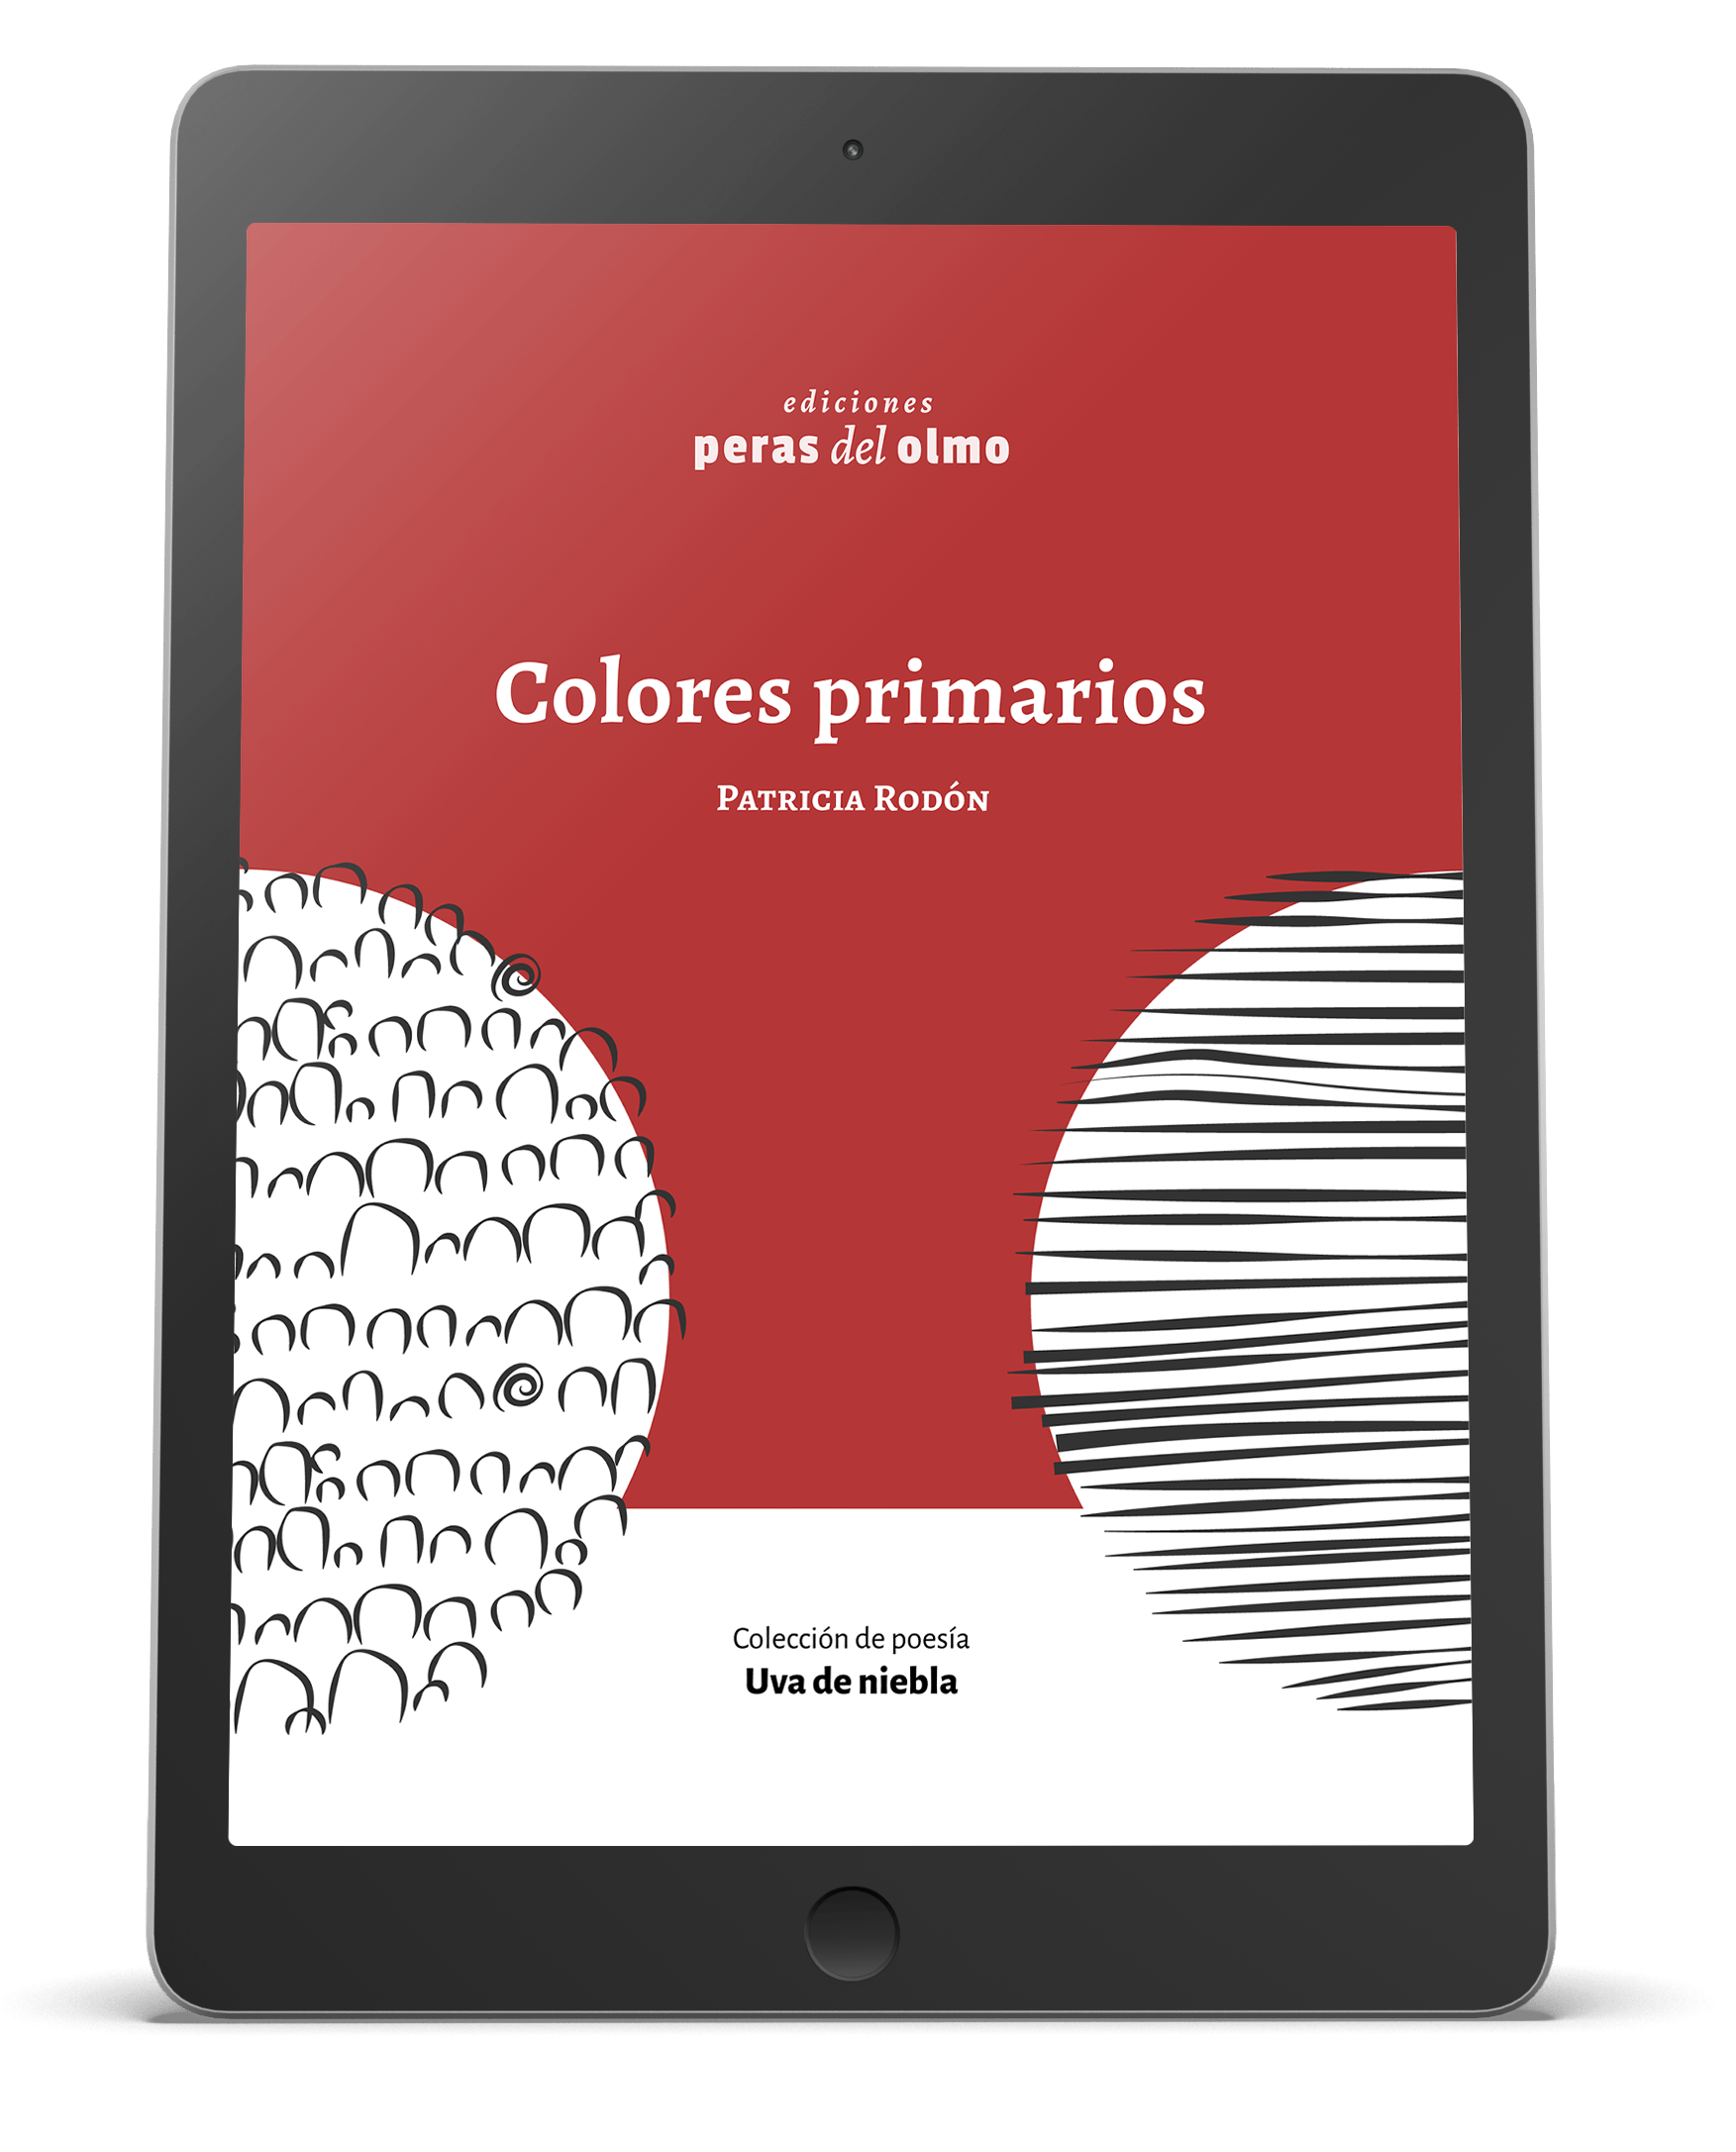 ediciones
peras del olmo
Colores primarios
Patricia Rodón
Colección de poesía
Uva de niebla